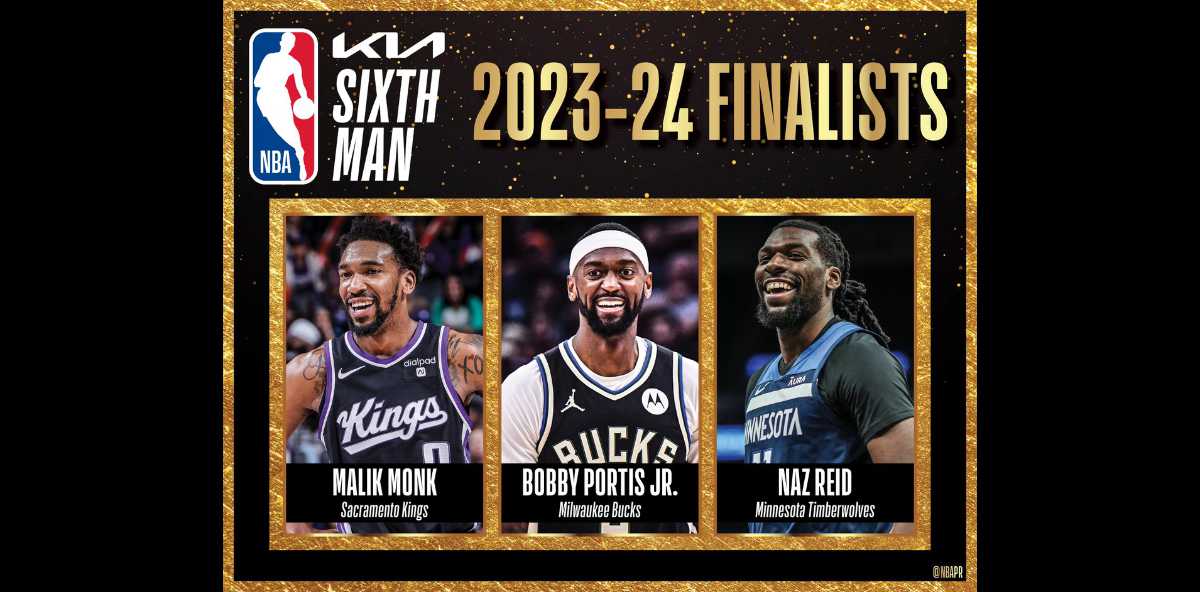 KIA
SIXTH
MAN
NBA
2023-24 FINALISTS
dialpad
Kings
BUCKS
AURA
MINNESOTA
MALIK MONK
Sacramento Kings
BOBBY PORTIS JR.
Milwaukee Bucks
NAZ REID
Minnesota Timberwolves
@NBAPR